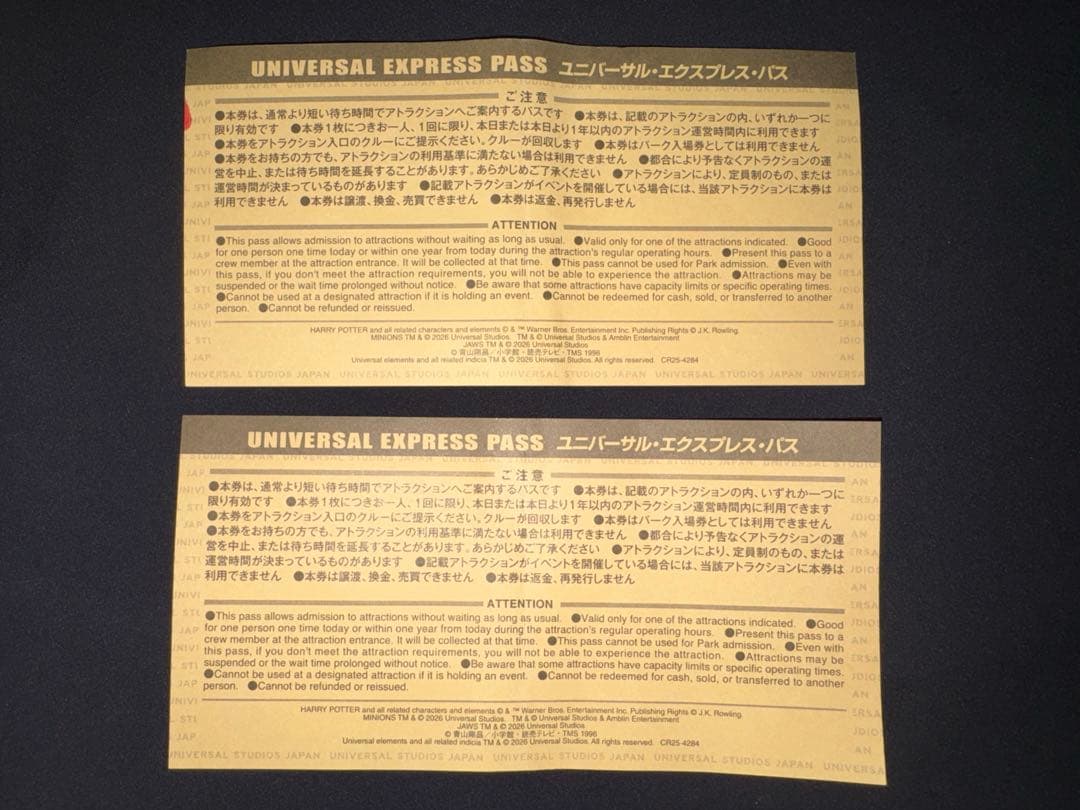 UNIVERSAL EXPRESS PASS ユニバーサル・エクスプレス・パス
ご注意
●本券は、通常より短い待ち時間でアトラクションへご案内するパスです ●本券は、記載のアトラクションの内、いずれか一つに
限り有効です ●本券1枚につきお一人、1回に限り、本日または本日より1年以内のアトラクション運営時間内に利用できます
●本券をアトラクション入口のクルーにご提示ください。クルーが回収します ●本券はパーク入場券としては利用できません
●本券をお持ちの方でも、アトラクションの利用基準に満たない場合は利用できません ●都合により予告なくアトラクションの運
営を中止、または待ち時間を延長することがあります。あらかじめご了承ください ●アトラクションにより、定員制のもの、または
運営時間が決まっているものがあります ●記載アトラクションがイベントを開催している場合には、当該アトラクションに本券は
利用できません ●本券は譲渡、換金、売買できません ●本券は返金、再発行しません
ATTENTION
●This pass allows admission to attractions without waiting as long as usual. ●Valid only for one of the attractions indicated. ●Good
for one person one time today or within one year from today during the attraction's regular operating hours. ●Present this pass to a
crew member at the attraction entrance. It will be collected at that time. ●This pass cannot be used for Park admission. ●Even with
this pass, if you don't meet the attraction requirements, you will not be able to experience the attraction. ●Attractions may be
suspended or the wait time prolonged without notice. ●Be aware that some attractions have capacity limits or specific operating times.
●Cannot be used at a designated attraction if it is holding an event. ●Cannot be redeemed for cash, sold, or transferred to another
person. ●Cannot be refunded or reissued.
HARRY POTTER and all related characters and elements © & ™ Warner Bros. Entertainment Inc. Publishing Rights © J.K. Rowling.
MINIONS TM & © 2026 Universal Studios. TM & © Universal Studios & Amblin Entertainment
JAWS TM & © 2026 Universal Studios
© 青山剛昌／小学館・読売テレビ・TMS 1996
Universal elements and all related indicia TM & © 2026 Universal Studios. All rights reserved. CR25-4284
UNIVERSAL STUDIOS JAPAN UNIVERSAL STUDIOS JAPAN UNIVERSAL STUDIOS JAPAN UNIVERS
UNIVERSAL EXPRESS PASS ユニバーサル・エクスプレス・パス
ご注意
●本券は、通常より短い待ち時間でアトラクションへご案内するパスです ●本券は、記載のアトラクションの内、いずれか一つに
限り有効です ●本券1枚につきお一人、1回に限り、本日または本日より1年以内のアトラクション運営時間内に利用できます
●本券をアトラクション入口のクルーにご提示ください。クルーが回収します ●本券はパーク入場券としては利用できません
●本券をお持ちの方でも、アトラクションの利用基準に満たない場合は利用できません ●都合により予告なくアトラクションの運
営を中止、または待ち時間を延長することがあります。あらかじめご了承ください ●アトラクションにより、定員制のもの、または
運営時間が決まっているものがあります ●記載アトラクションがイベントを開催している場合には、当該アトラクションに本券は
利用できません ●本券は譲渡、換金、売買できません ●本券は返金、再発行しません
ATTENTION
●This pass allows admission to attractions without waiting as long as usual. ●Valid only for one of the attractions indicated. ●Good
for one person one time today or within one year from today during the attraction's regular operating hours. ●Present this pass to a
crew member at the attraction entrance. It will be collected at that time. ●This pass cannot be used for Park admission. ●Even with
this pass, if you don't meet the attraction requirements, you will not be able to experience the attraction. ●Attractions may be
suspended or the wait time prolonged without notice. ●Be aware that some attractions have capacity limits or specific operating times.
●Cannot be used at a designated attraction if it is holding an event. ●Cannot be redeemed for cash, sold, or transferred to another
person. ●Cannot be refunded or reissued.
HARRY POTTER and all related characters and elements © & ™ Warner Bros. Entertainment Inc. Publishing Rights © J.K. Rowling.
MINIONS TM & © 2026 Universal Studios. TM & © Universal Studios & Amblin Entertainment
JAWS TM & © 2026 Universal Studios
© 青山剛昌／小学館・読売テレビ・TMS 1996
Universal elements and all related indicia TM & © 2026 Universal Studios. All rights reserved. CR25-4284
UNIVERSAL STUDIOS JAPAN UNIVERSAL STUDIOS JAPAN UNIVERSAL STUDIOS JAPAN UNIVERS